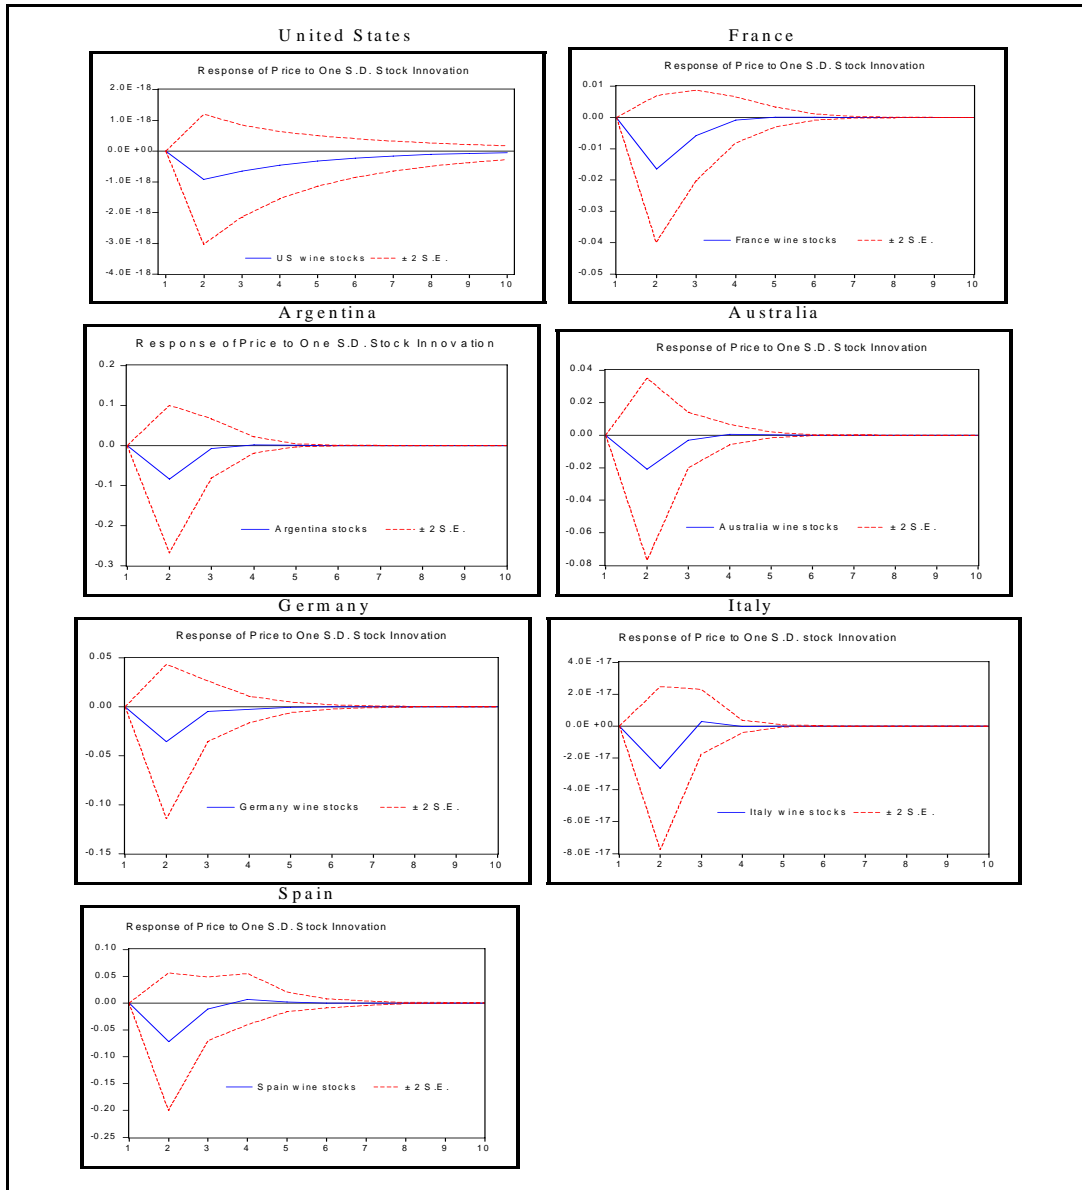 United States
Response of Price to One S.D. Stock Innovation
2.0E -18
1.0E -18
0.0E +00
-1.0E -18
-2.0E -18
-3.0E -18
-4.0E -18
US wine stocks ± 2 S.E.
1 2 3 4 5 6 7 8 9 10
France
Response of Price to One S.D. Stock Innovation
0.01
0.00
-0.01
-0.02
-0.03
-0.04
-0.05
France wine stocks ± 2 S.E.
1 2 3 4 5 6 7 8 9 10
Argentina
Response of Price to One S.D. Stock Innovation
0.2
0.1
0.0
-0.1
-0.2
-0.3
Argentina stocks ± 2 S.E.
1 2 3 4 5 6 7 8 9 10
Australia
Response of Price to One S.D. Stock Innovation
0.04
0.02
0.00
-0.02
-0.04
-0.06
-0.08
Australia wine stocks ± 2 S.E.
1 2 3 4 5 6 7 8 9 10
Germany
Response of Price to One S.D. Stock Innovation
0.05
0.00
-0.05
-0.10
-0.15
Germany wine stocks ± 2 S.E.
1 2 3 4 5 6 7 8 9 10
Italy
Response of Price to One S.D. stock Innovation
4.0E -17
2.0E -17
0.0E +00
-2.0E -17
-4.0E -17
-6.0E -17
-8.0E -17
Italy wine stocks ± 2 S.E.
1 2 3 4 5 6 7 8 9 10
Spain
Response of Price to One S.D. Stock Innovation
0.10
0.05
0.00
-0.05
-0.10
-0.15
-0.20
-0.25
Spain wine stocks ± 2 S.E.
1 2 3 4 5 6 7 8 9 10